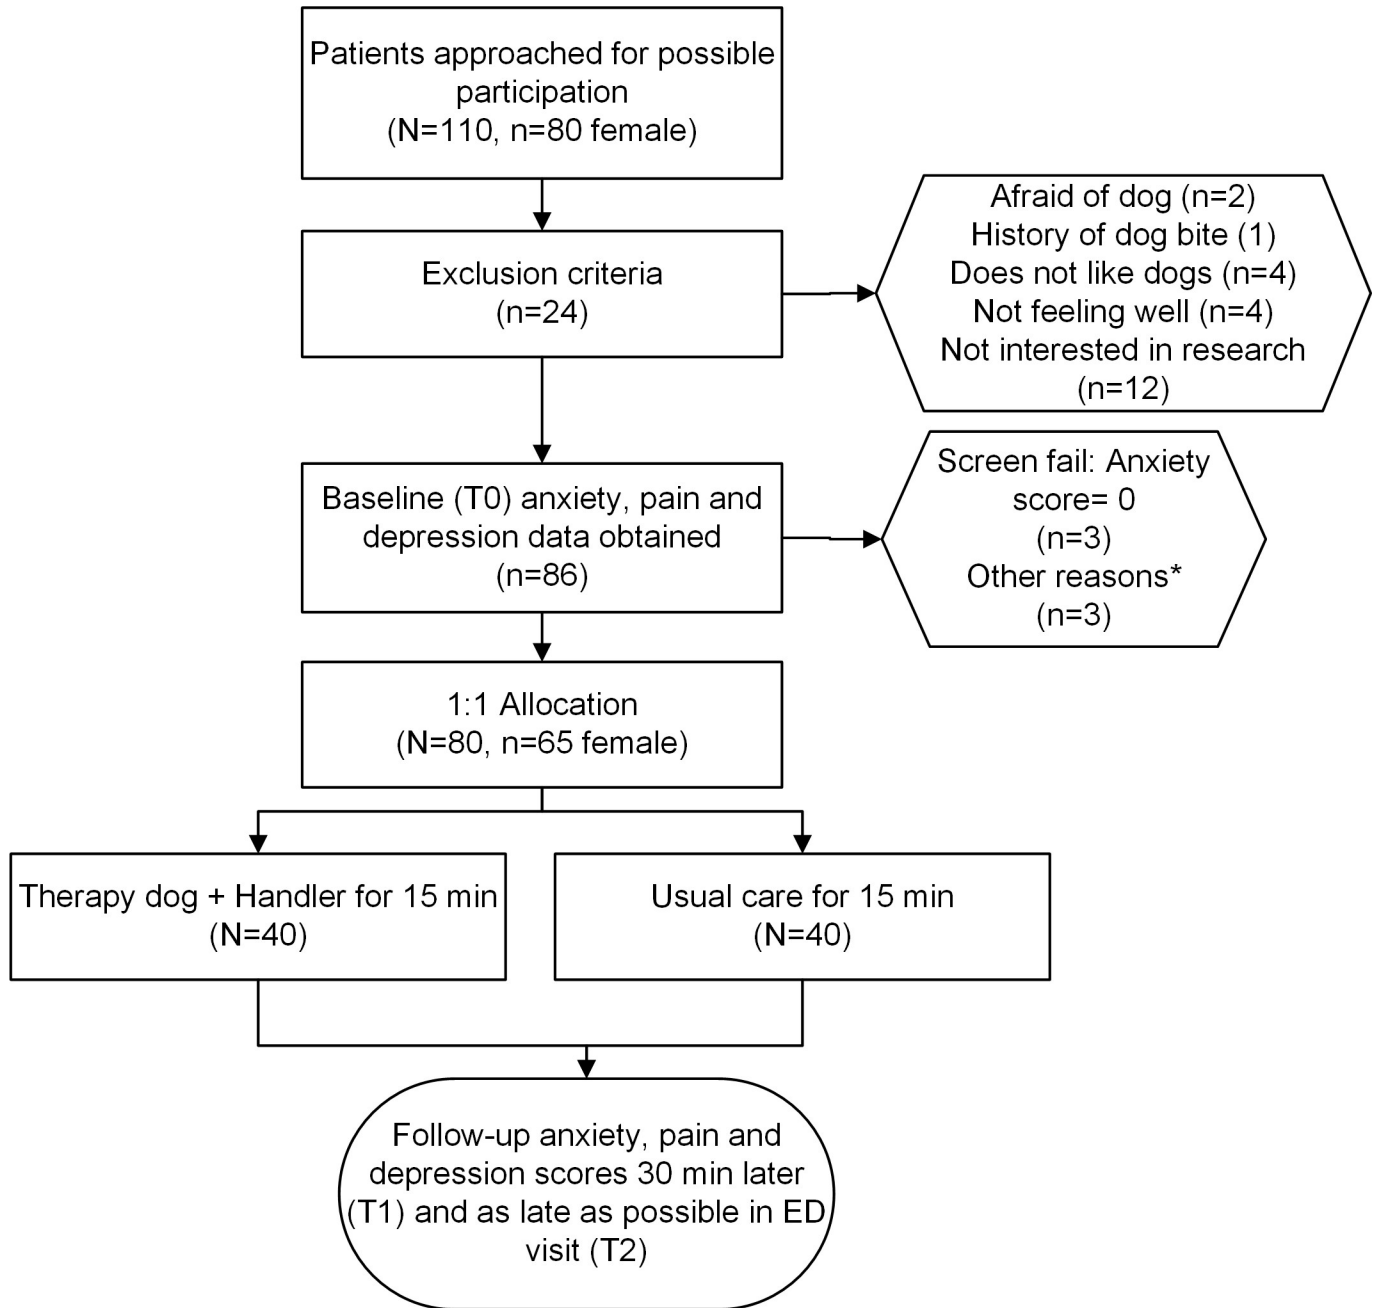 Patients approached for possible
participation
(N=110, n=80 female)
Exclusion criteria
(n=24)
Afraid of dog (n=2)
History of dog bite (1)
Does not like dogs (n=4)
Not feeling well (n=4)
Not interested in research
(n=12)
Baseline (T0) anxiety, pain and
depression data obtained
(n=86)
Screen fail: Anxiety
score= 0
(n=3)
Other reasons*
(n=3)
1:1 Allocation
(N=80, n=65 female)
Therapy dog + Handler for 15 min
(N=40)
Usual care for 15 min
(N=40)
Follow-up anxiety, pain and
depression scores 30 min later
(T1) and as late as possible in ED
visit (T2)